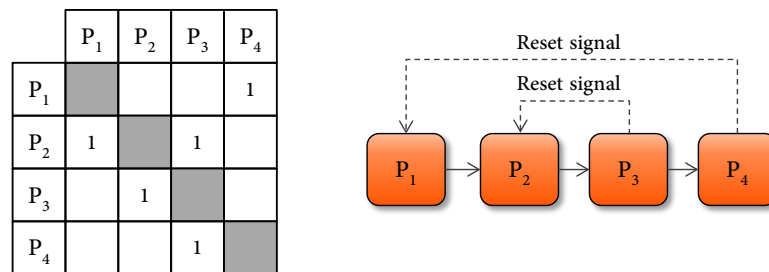 P1 P2 P3 P4
P1 1
P2 1 1
P3 1
P4 1
Reset signal
Reset signal
P1 P2 P3 P4